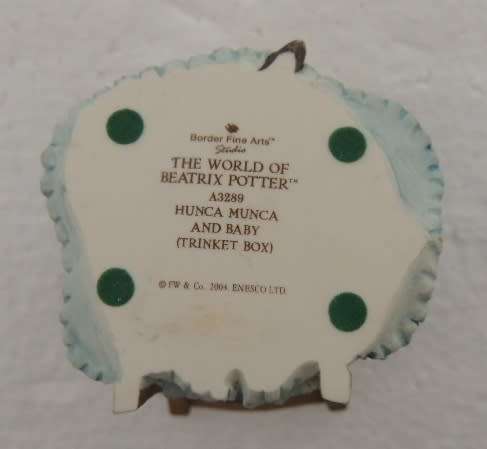 Border Fine Arts™
Studio
THE WORLD OF
BEATRIX POTTER™
A3289
HUNCA MUNCA
AND BABY
(TRINKET BOX)
© FW & Co. 2004 ENESCO LTD.